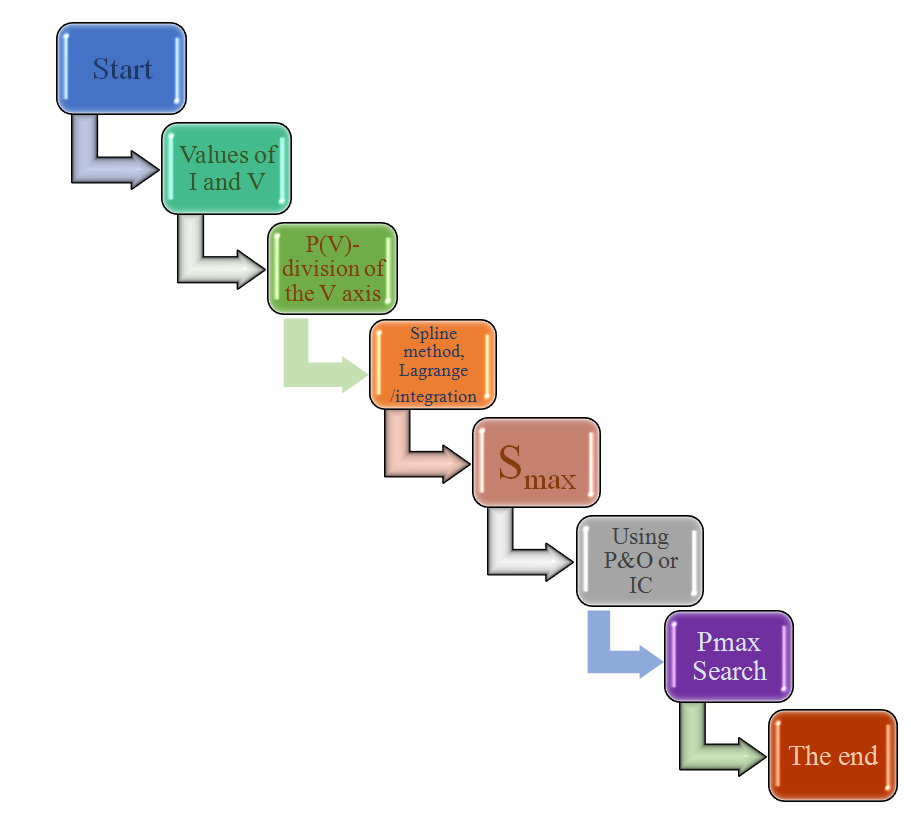 Start
Values of
I and V
P(V)-
division of
the V axis
Spline
method,
Lagrange
/integration
Smax
Using
P&O or
IC
Pmax
Search
The end